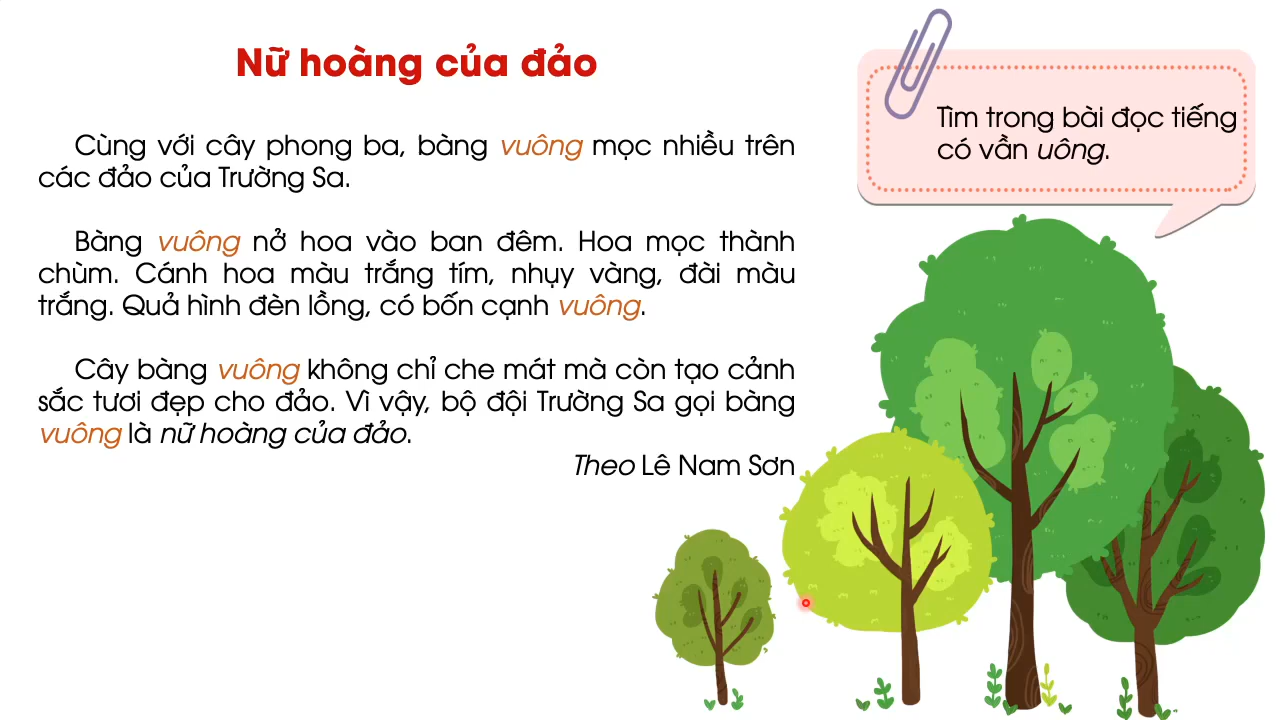 Nữ hoàng của đảo
Cùng với cây phong ba, bàng vuông mọc nhiều trên
các đảo của Trường Sa.
Bàng vuông nở hoa vào ban đêm. Hoa mọc thành
chùm. Cánh hoa màu trắng tím, nhụy vàng, đài màu
trắng. Quả hình đèn lồng, có bốn cạnh vuông.
Cây bàng vuông không chỉ che mát mà còn tạo cảnh
sắc tươi đẹp cho đảo. Vì vậy, bộ đội Trường Sa gọi bàng
vuông là nữ hoàng của đảo.
Theo Lê Nam Sơn
Tìm trong bài đọc tiếng
có vần uông.